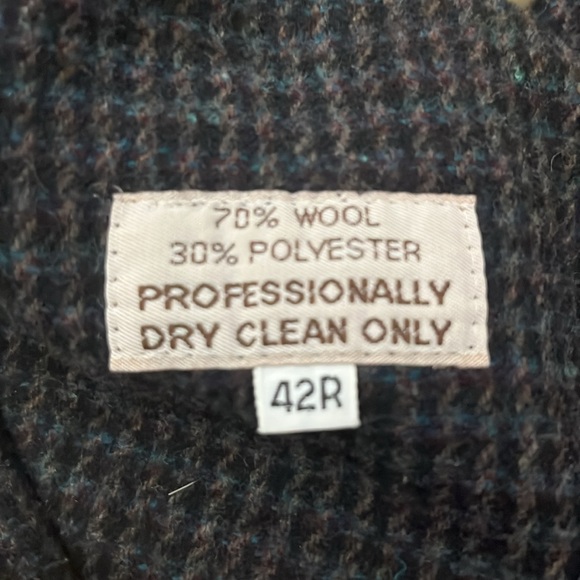 70% WOOL
30% POLYESTER
PROFESSIONALLY
DRY CLEAN ONLY
42R